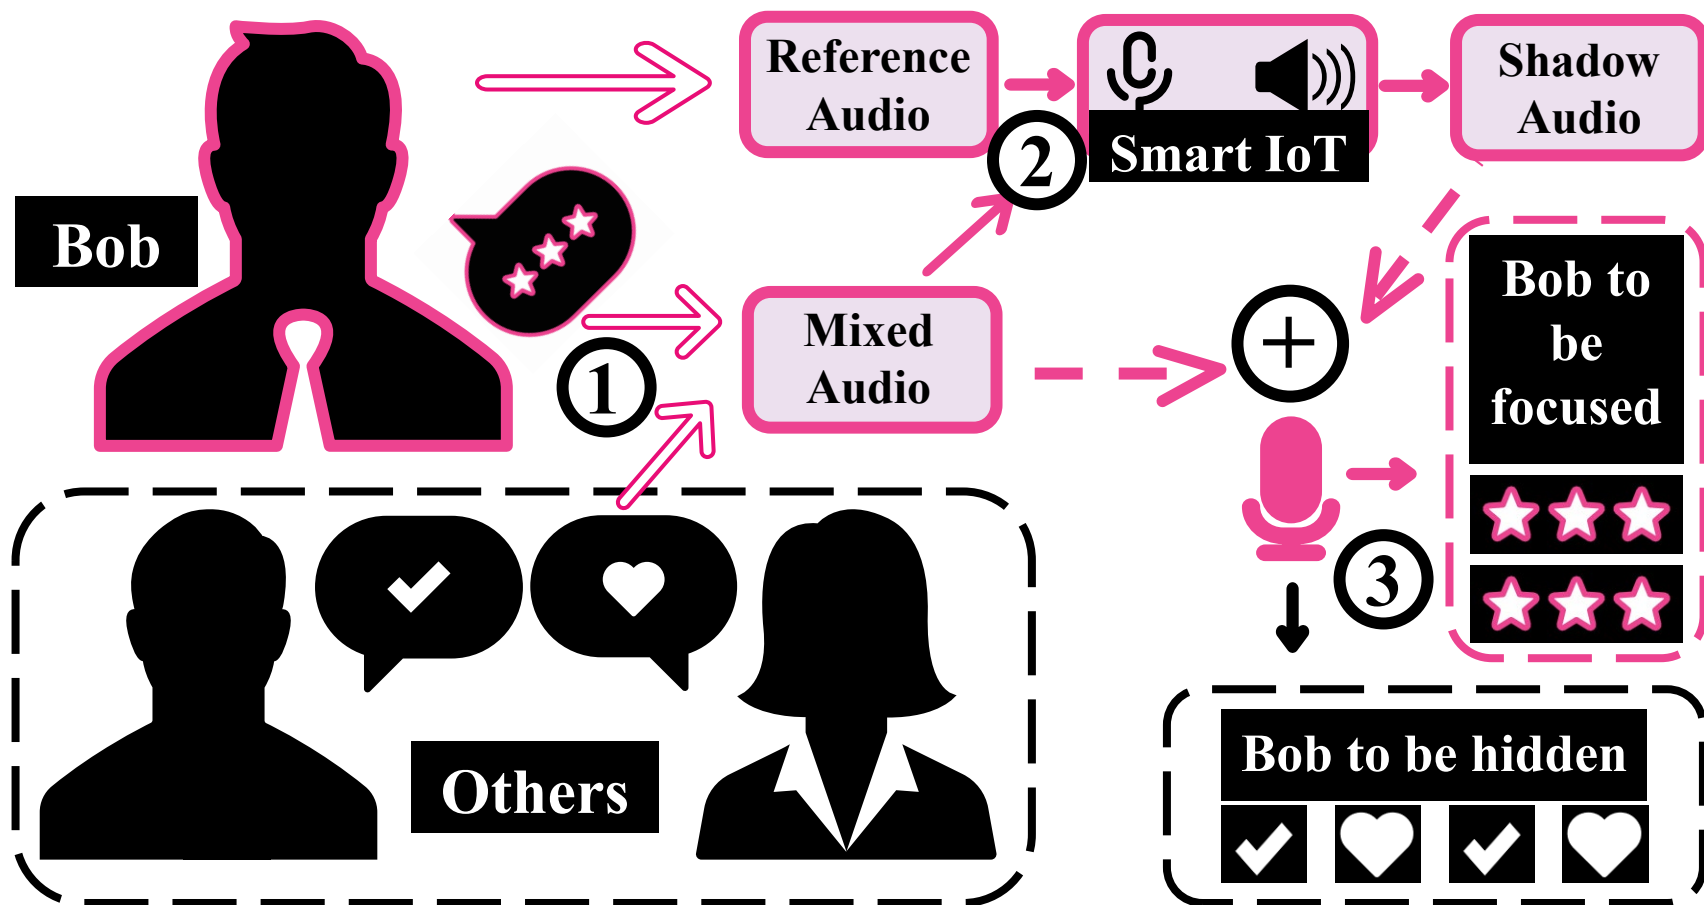 Reference
Audio
Smart IoT
Shadow
Audio
2
Bob
Mixed
Audio
1
Bob to
be
focused
3
Others
Bob to be hidden